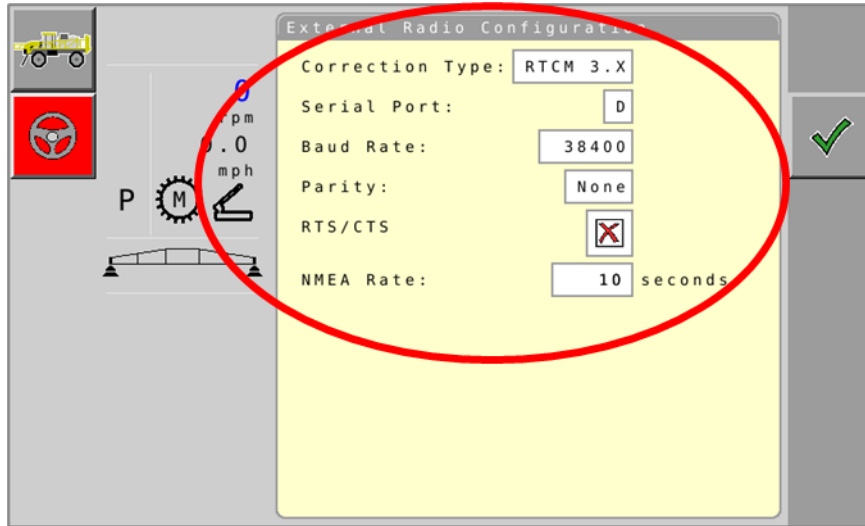 External Radio Configuration
Correction Type: RTCM 3.X
Serial Port: D
0
rpm
Baud Rate: 38400
0.0
mph
Parity: None
P M
RTS/CTS
NMEA Rate: 10 seconds